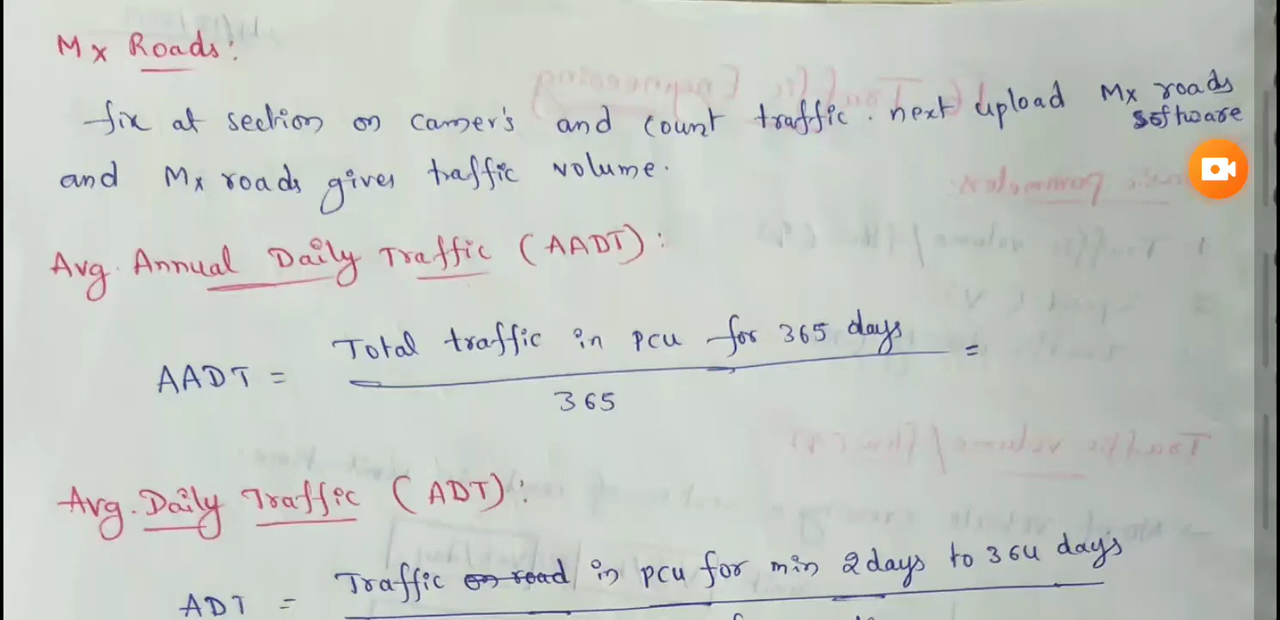 Mx Roads:
fix at section on camer's and count traffic. next upload Mx roads software
and Mx roads gives traffic volume.
Avg. Annual Daily Traffic (AADT):
AADT = Total traffic in pcu for 365 days =
365
Avg. Daily Traffic (ADT):
ADT = Traffic on road in pcu for min 2 days to 364 days